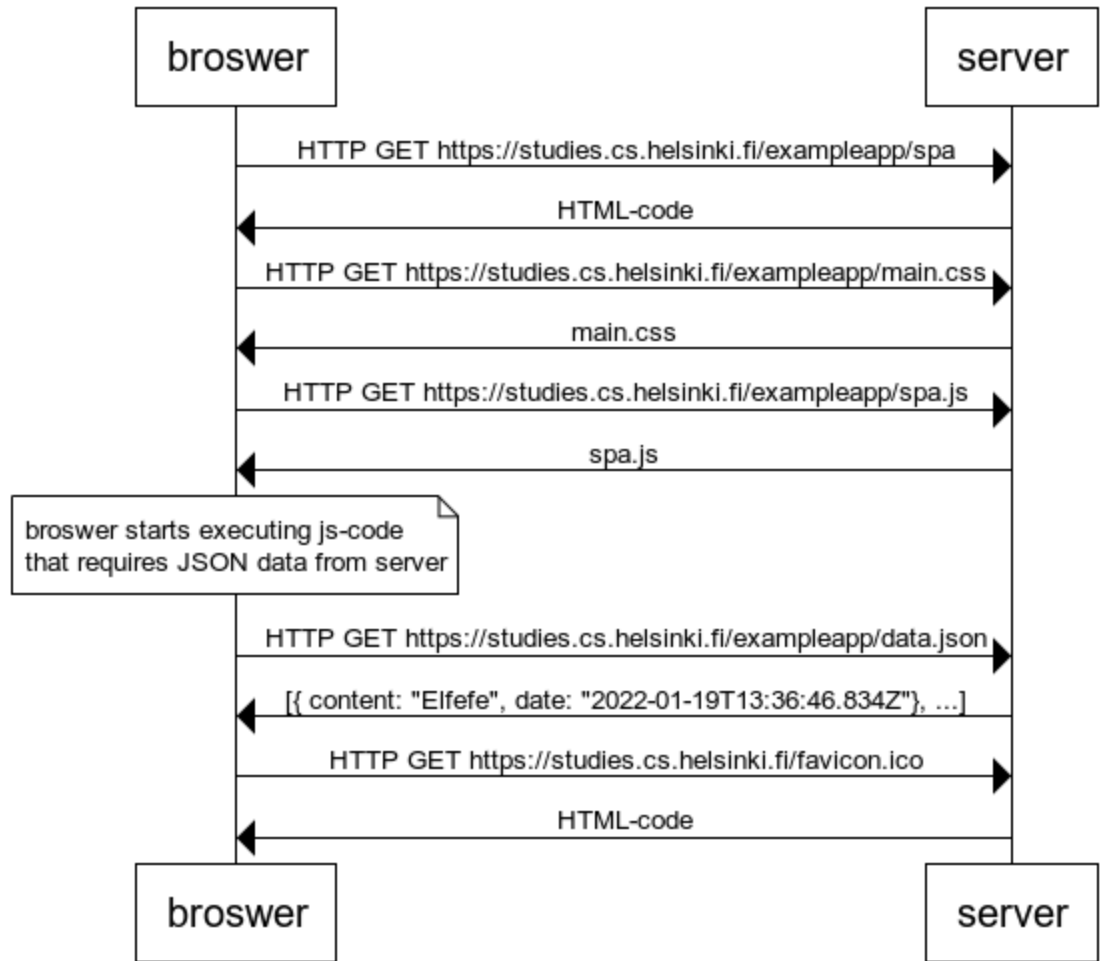 broswer
server
HTTP GET https://studies.cs.helsinki.fi/exampleapp/spa
HTML-code
HTTP GET https://studies.cs.helsinki.fi/exampleapp/main.css
main.css
HTTP GET https://studies.cs.helsinki.fi/exampleapp/spa.js
spa.js
broswer starts executing js-code
that requires JSON data from server
HTTP GET https://studies.cs.helsinki.fi/exampleapp/data.json
[{ content: "Elfefe", date: "2022-01-19T13:36:46.834Z"}, ...]
HTTP GET https://studies.cs.helsinki.fi/favicon.ico
HTML-code
broswer
server